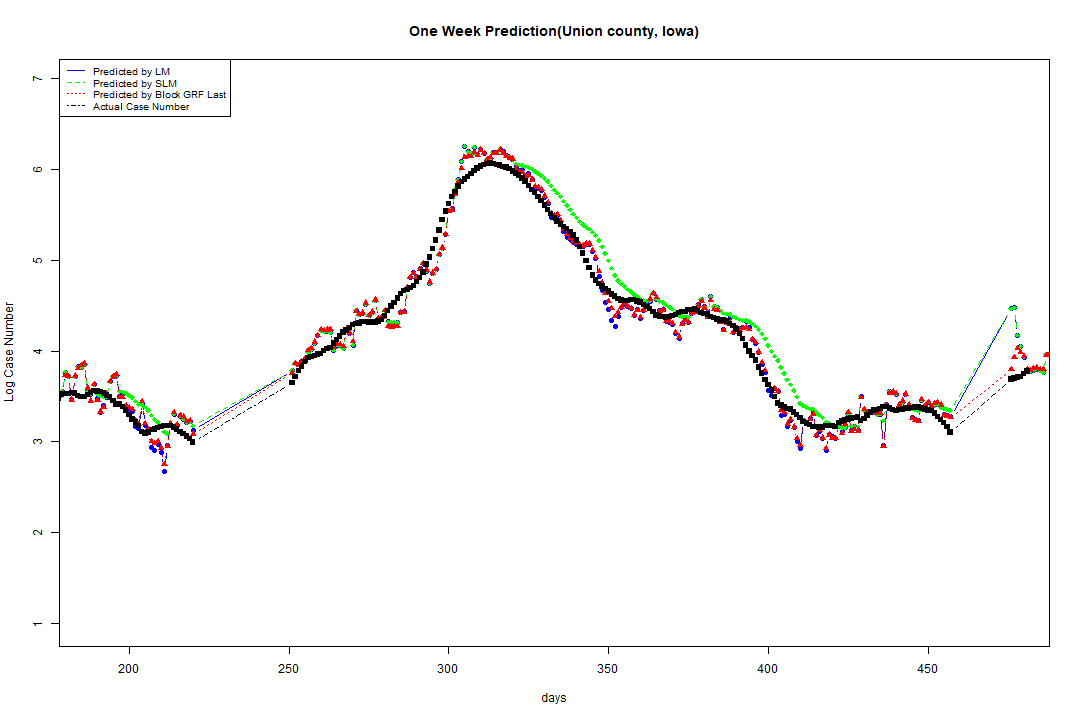 One Week Prediction(Union county, Iowa)
Predicted by LM
Predicted by SLM
Predicted by Block GRF Last
Actual Case Number
7
6
5
4
3
2
1
Log Case Number
200 250 300 350 400 450
days